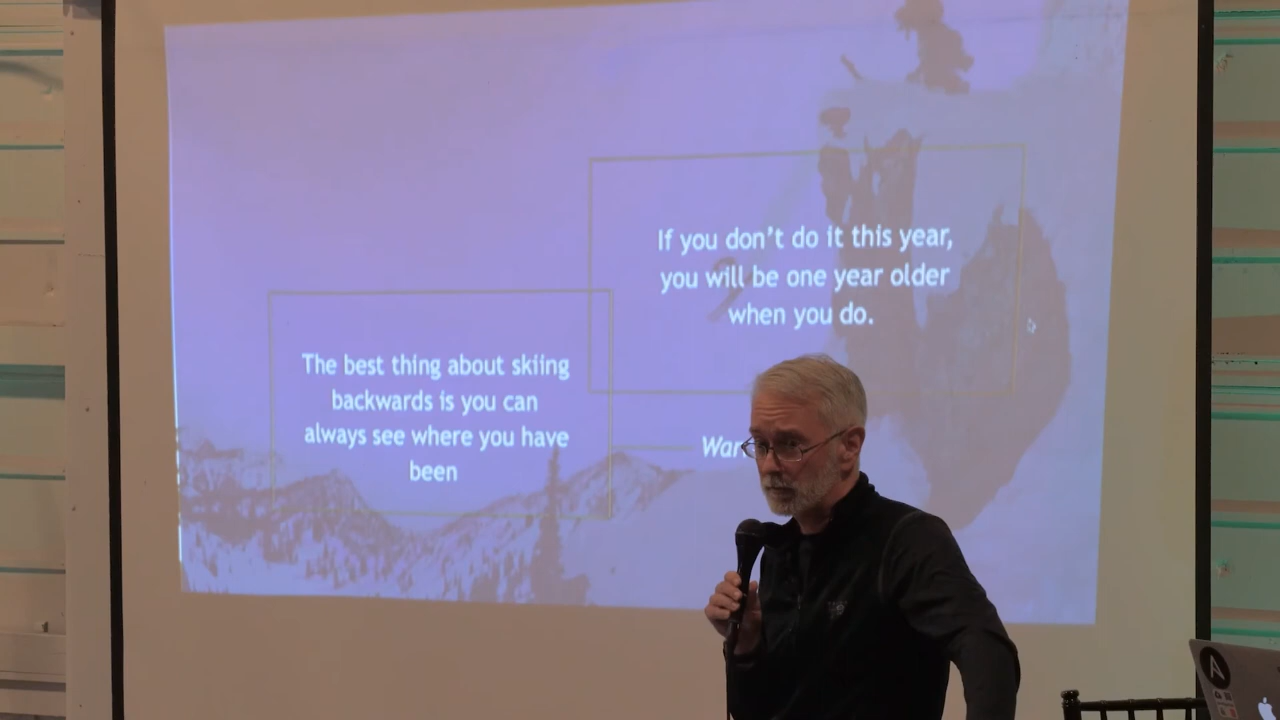 If you don't do it this year,
you will be one year older
when you do.
The best thing about skiing
backwards is you can
always see where you have
been